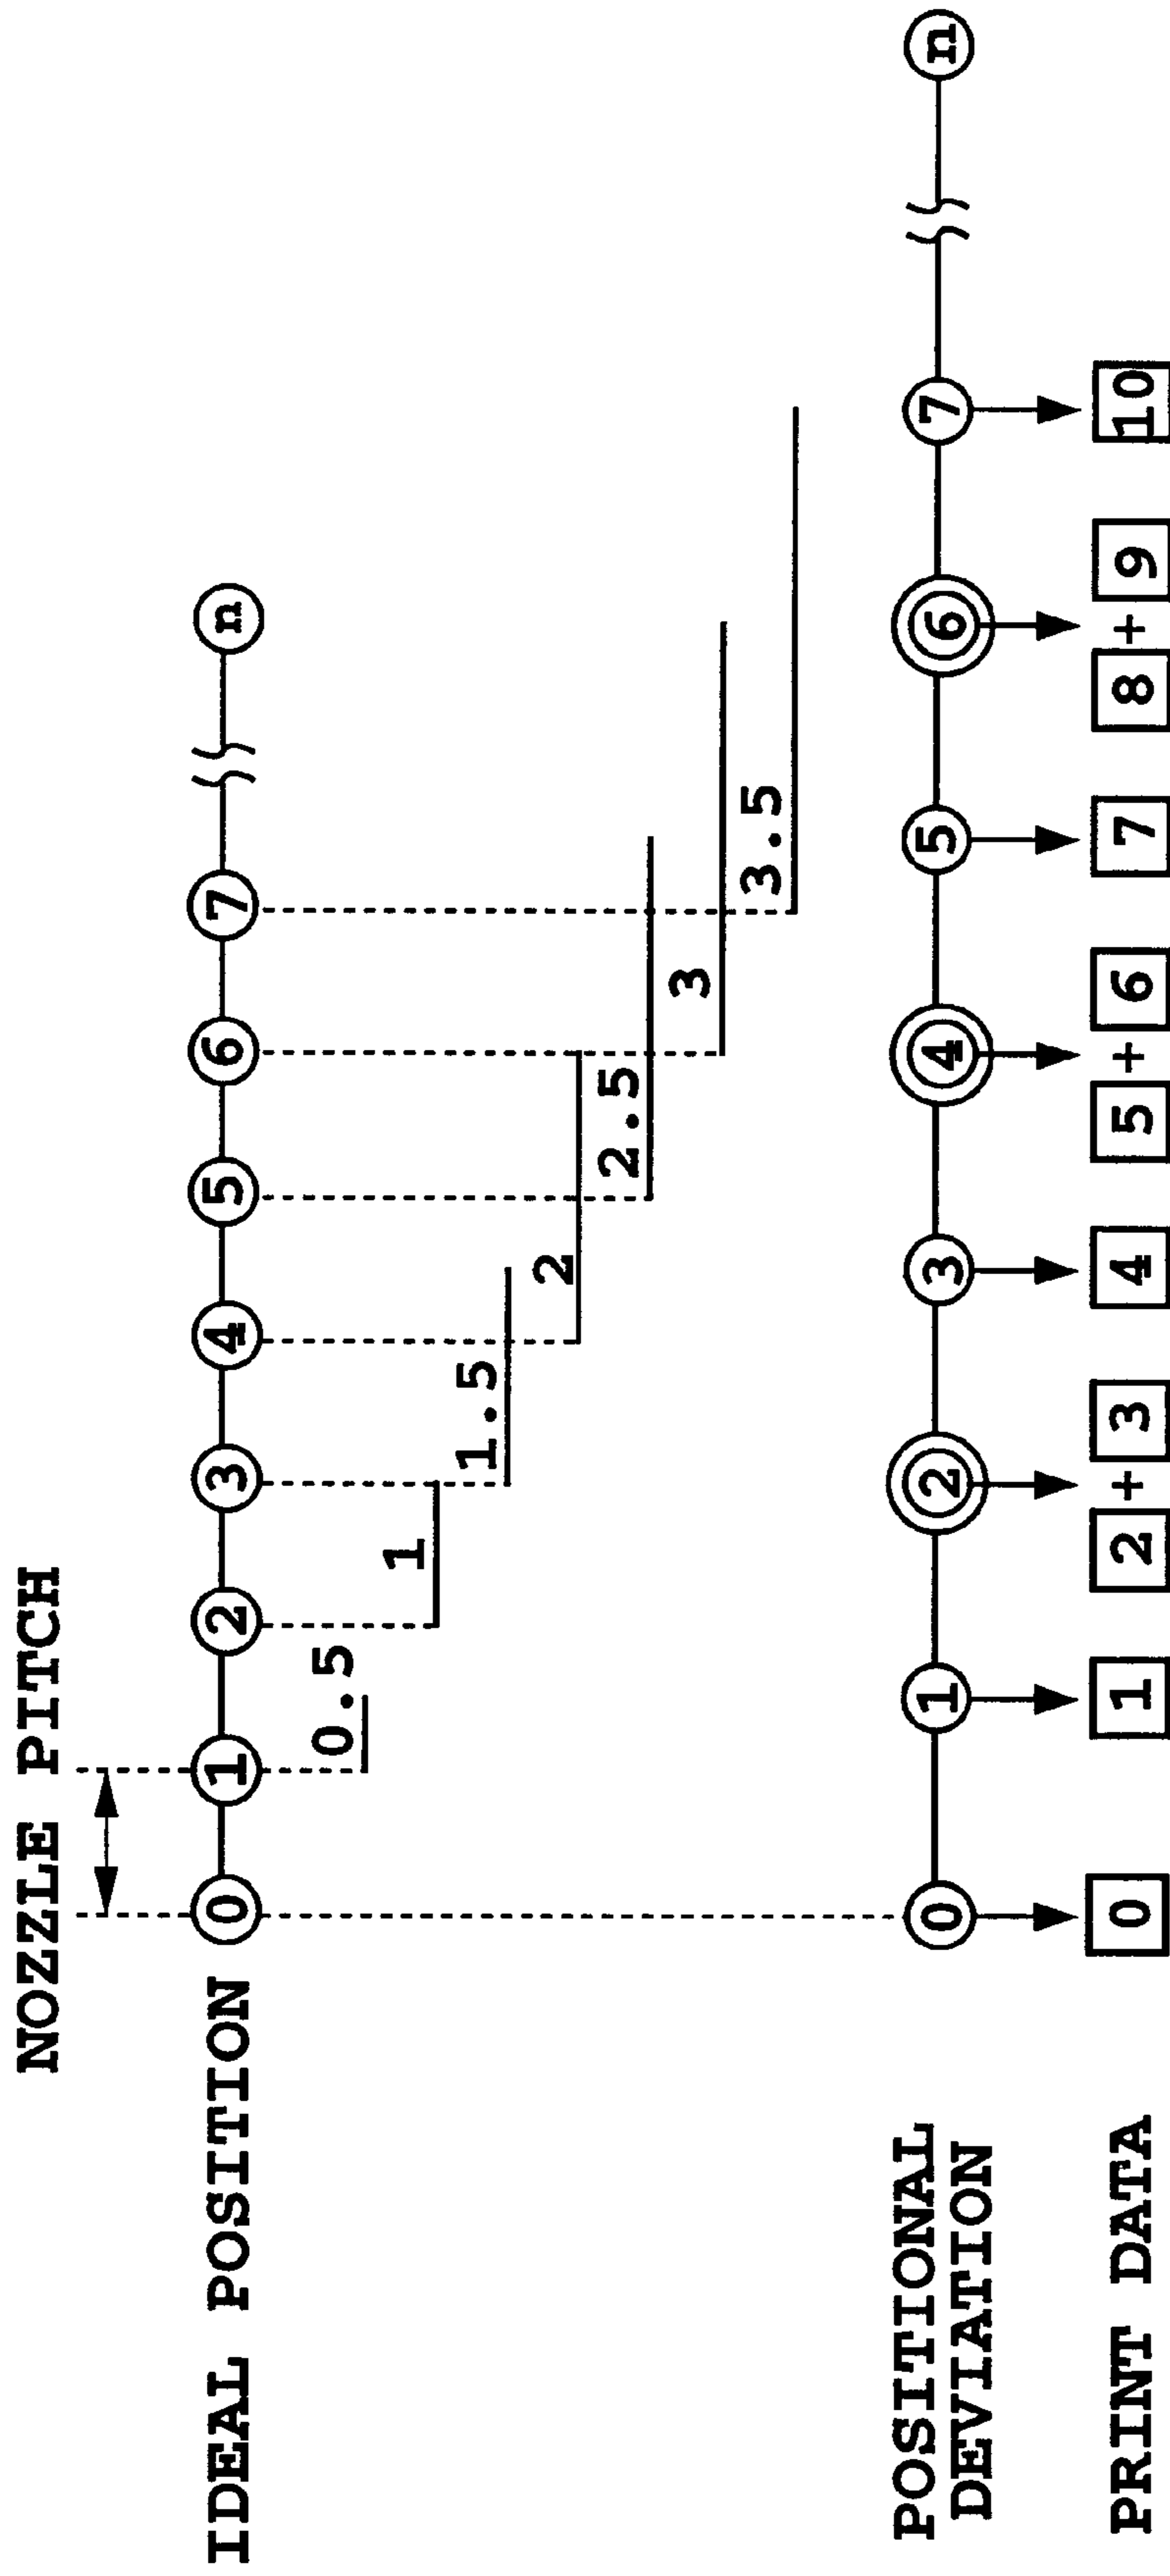 NOZZLE PITCH
IDEAL POSITION 0 1 2 3 4 5 6 7 n
0.5
1
1.5
2
2.5
3
3.5
POSITIONAL
DEVIATION
0 1 2 3 4 5 6 7 n
PRINT DATA 0 1 2 + 3 4 5 + 6 7 8 + 9 10